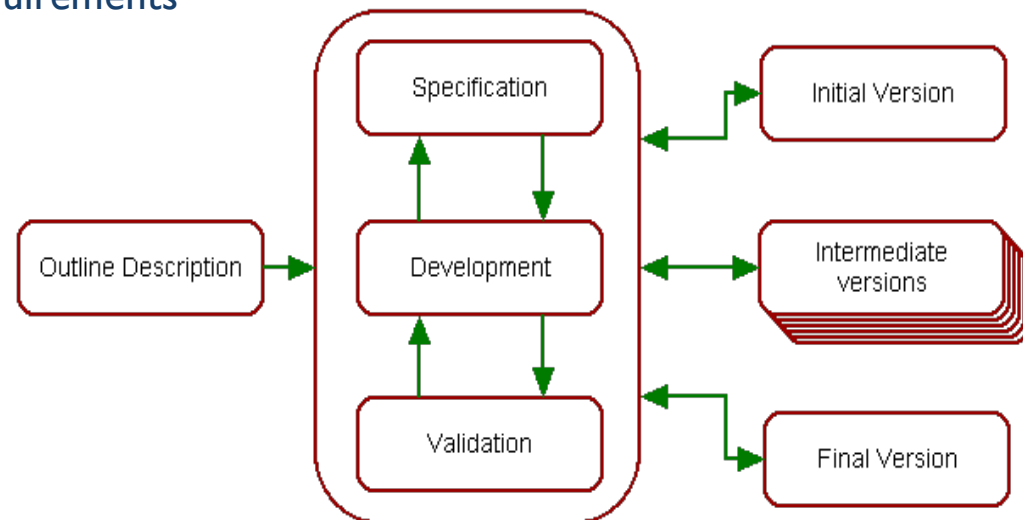 Specification
Initial Version
Outline Description
Development
Intermediate
versions
Validation
Final Version